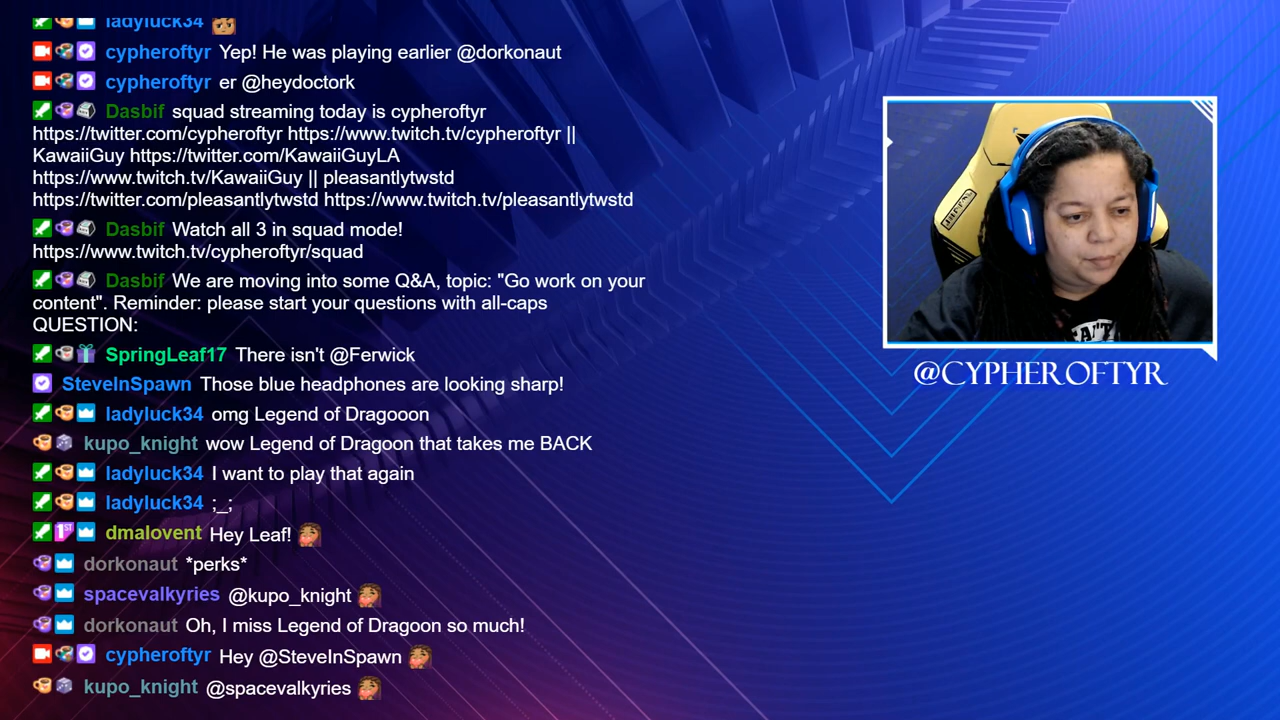 ladyluck34
cypheroftyr Yep! He was playing earlier @dorkonaut
cypheroftyr er @heydoctork
Dasbif squad streaming today is cypheroftyr
https://twitter.com/cypheroftyr https://www.twitch.tv/cypheroftyr ||
KawaiiGuy https://twitter.com/KawaiiGuyLA
https://www.twitch.tv/KawaiiGuy || pleasantlytwstd
https://twitter.com/pleasantlytwstd https://www.twitch.tv/pleasantlytwstd
Dasbif Watch all 3 in squad mode!
https://www.twitch.tv/cypheroftyr/squad
Dasbif We are moving into some Q&A, topic: "Go work on your
content". Reminder: please start your questions with all-caps
QUESTION:
SpringLeaf17 There isn't @Ferwick
SteveInSpawn Those blue headphones are looking sharp!
ladyluck34 omg Legend of Dragooon
kupo_knight wow Legend of Dragoon that takes me BACK
ladyluck34 I want to play that again
ladyluck34 ;_;
1ST dmalovent Hey Leaf!
dorkonaut *perks*
spacevalkyries @kupo_knight
dorkonaut Oh, I miss Legend of Dragoon so much!
cypheroftyr Hey @SteveInSpawn
kupo_knight @spacevalkyries
@CYPHEROFTYR